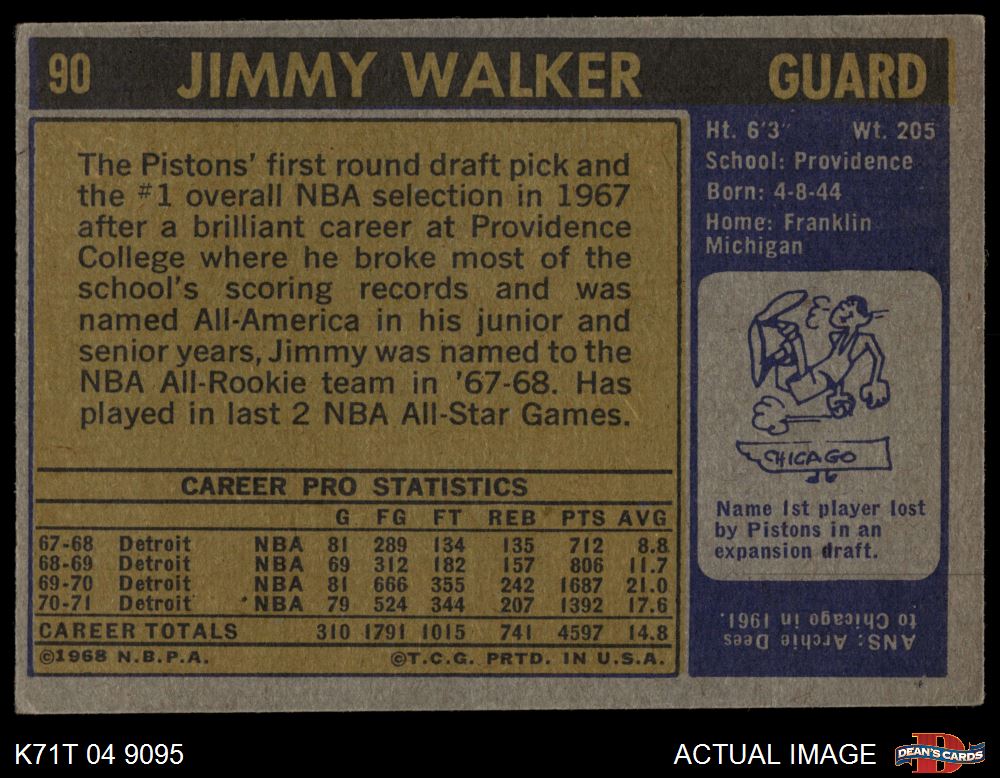 90 JIMMY WALKER GUARD
The Pistons' first round draft pick and
the #1 overall NBA selection in 1967
after a brilliant career at Providence
College where he broke most of the
school's scoring records and was
named All-America in his junior and
senior years, Jimmy was named to the
NBA All-Rookie team in '67-68. Has
played in last 2 NBA All-Star Games.
CAREER PRO STATISTICS
G FG FT REB PTS AVG
67-68 Detroit NBA 81 289 134 135 712 8.8
68-69 Detroit NBA 69 312 182 157 806 11.7
69-70 Detroit NBA 81 666 355 242 1687 21.0
70-71 Detroit NBA 79 524 344 207 1392 17.6
CAREER TOTALS 310 1791 1015 741 4597 14.8
©1968 N.B.P.A. ©T.C.G. PRTD. IN U.S.A.
Ht. 6'3" Wt. 205
School: Providence
Born: 4-8-44
Home: Franklin
Michigan
CHICAGO
Name 1st player lost
by Pistons in an
expansion draft.
ANS: Archie Dees
to Chicago in 1961.
K71T 04 9095
ACTUAL IMAGE
D
DEAN'S CARDS